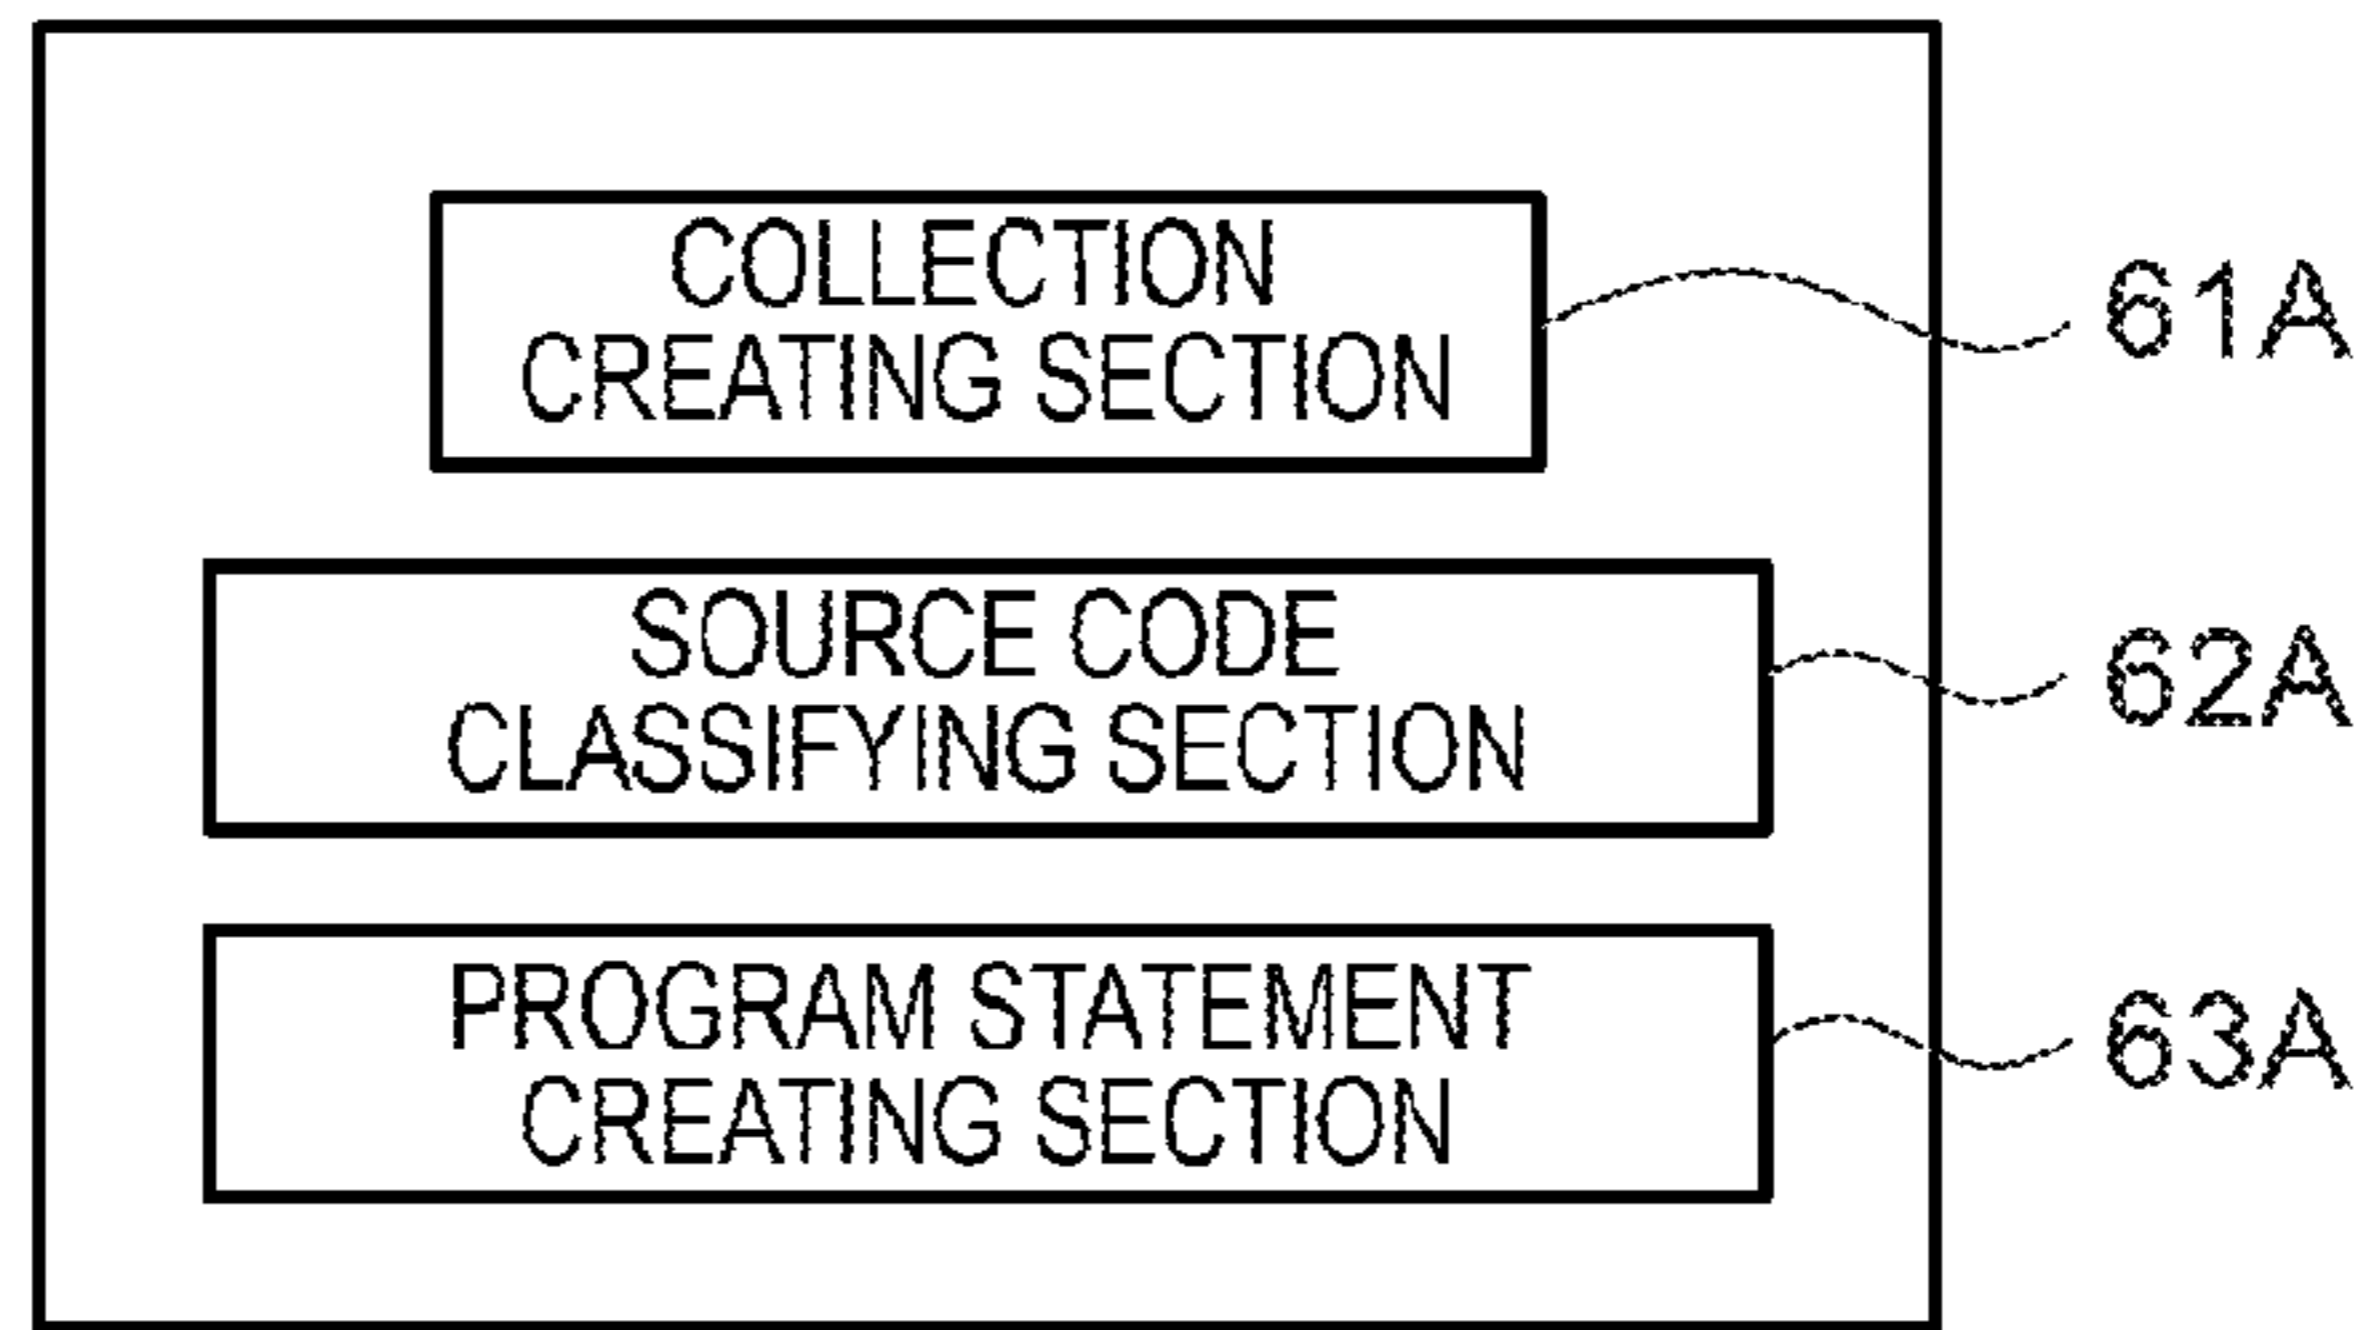 COLLECTION
CREATING SECTION
61A
SOURCE CODE
CLASSIFYING SECTION
62A
PROGRAM STATEMENT
CREATING SECTION
63A